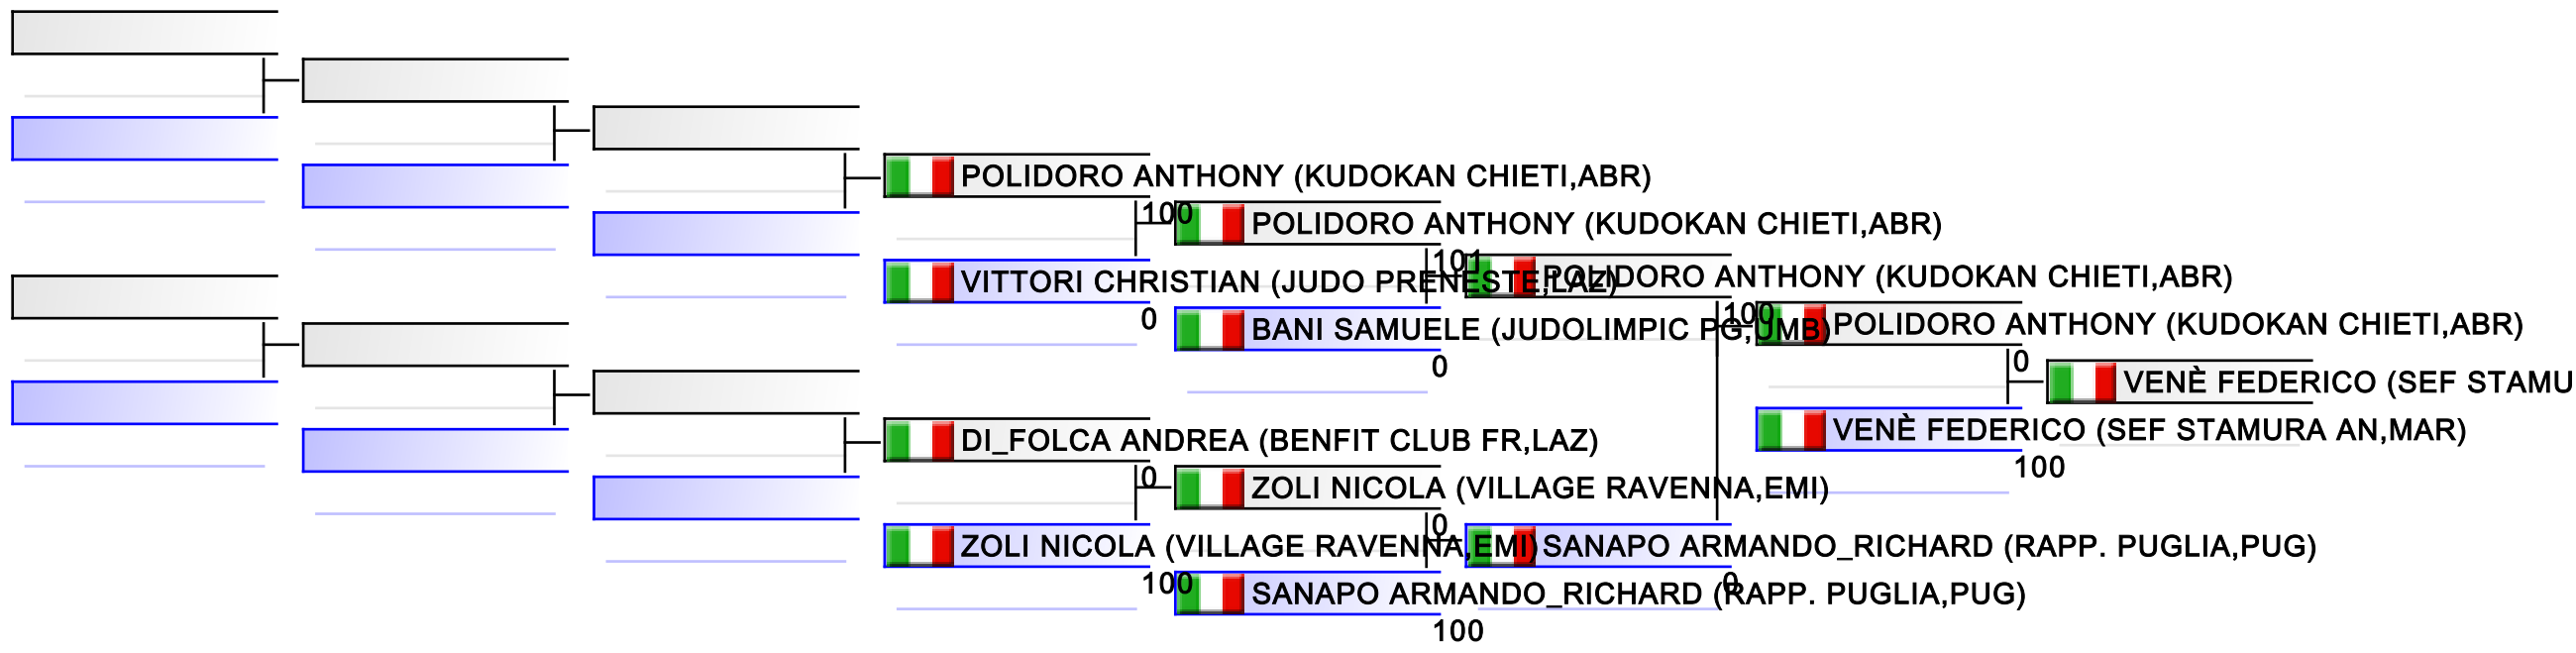 POLIDORO ANTHONY (KUDOKAN CHIETI,ABR)
100
POLIDORO ANTHONY (KUDOKAN CHIETI,ABR)
101
VITTORI CHRISTIAN (JUDO PRENESTE,LAZ)
POLIDORO ANTHONY (KUDOKAN CHIETI,ABR)
0
100
BANI SAMUELE (JUDOLIMPIC PG,UMB)
POLIDORO ANTHONY (KUDOKAN CHIETI,ABR)
0
0
VENÈ FEDERICO (SEF STAMU
DI_FOLCA ANDREA (BENFIT CLUB FR,LAZ)
VENÈ FEDERICO (SEF STAMURA AN,MAR)
0
100
ZOLI NICOLA (VILLAGE RAVENNA,EMI)
0
ZOLI NICOLA (VILLAGE RAVENNA,EMI)
SANAPO ARMANDO_RICHARD (RAPP. PUGLIA,PUG)
100
0
SANAPO ARMANDO_RICHARD (RAPP. PUGLIA,PUG)
100